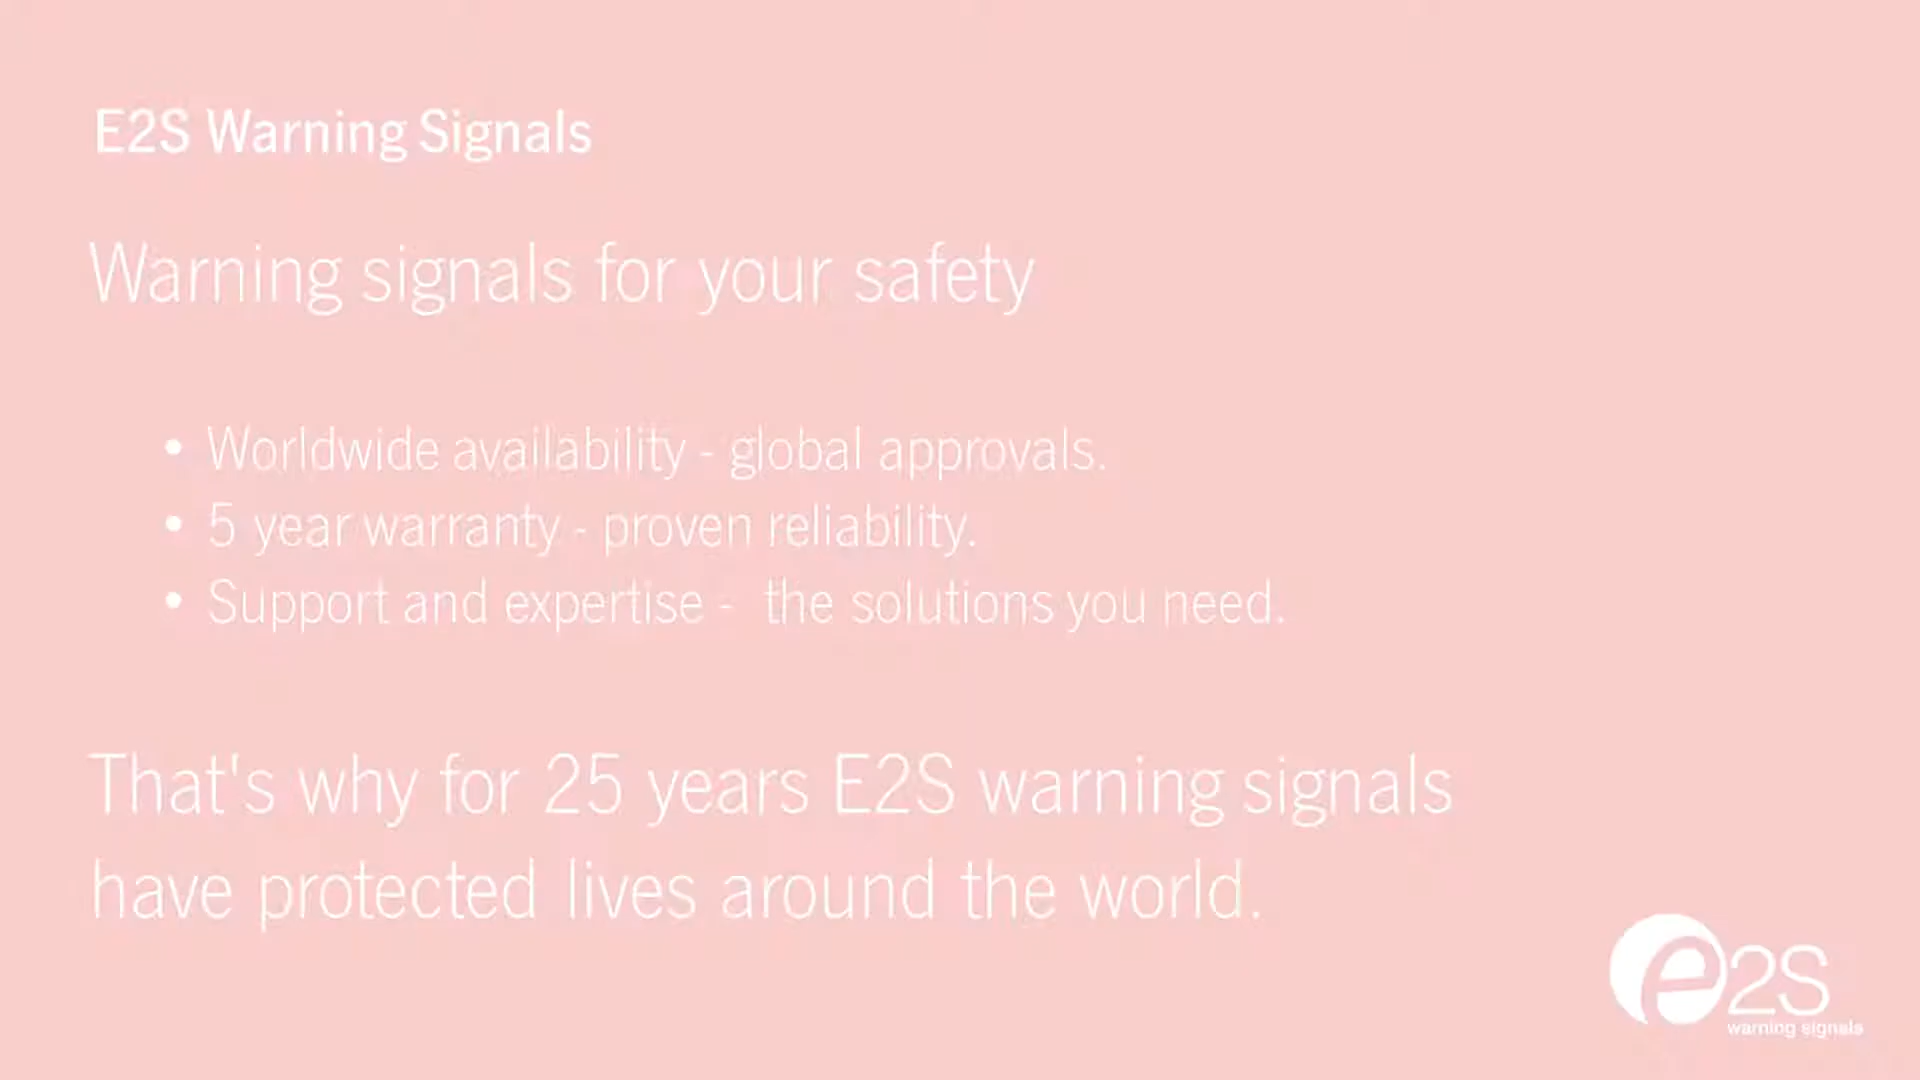 E2S Warning Signals
Warning signals for your safety
• Worldwide availability - global approvals.
• 5 year warranty - proven reliability.
• Support and expertise -  the solutions you need.
That's why for 25 years E2S warning signals
have protected lives around the world.
e2S
warning signals